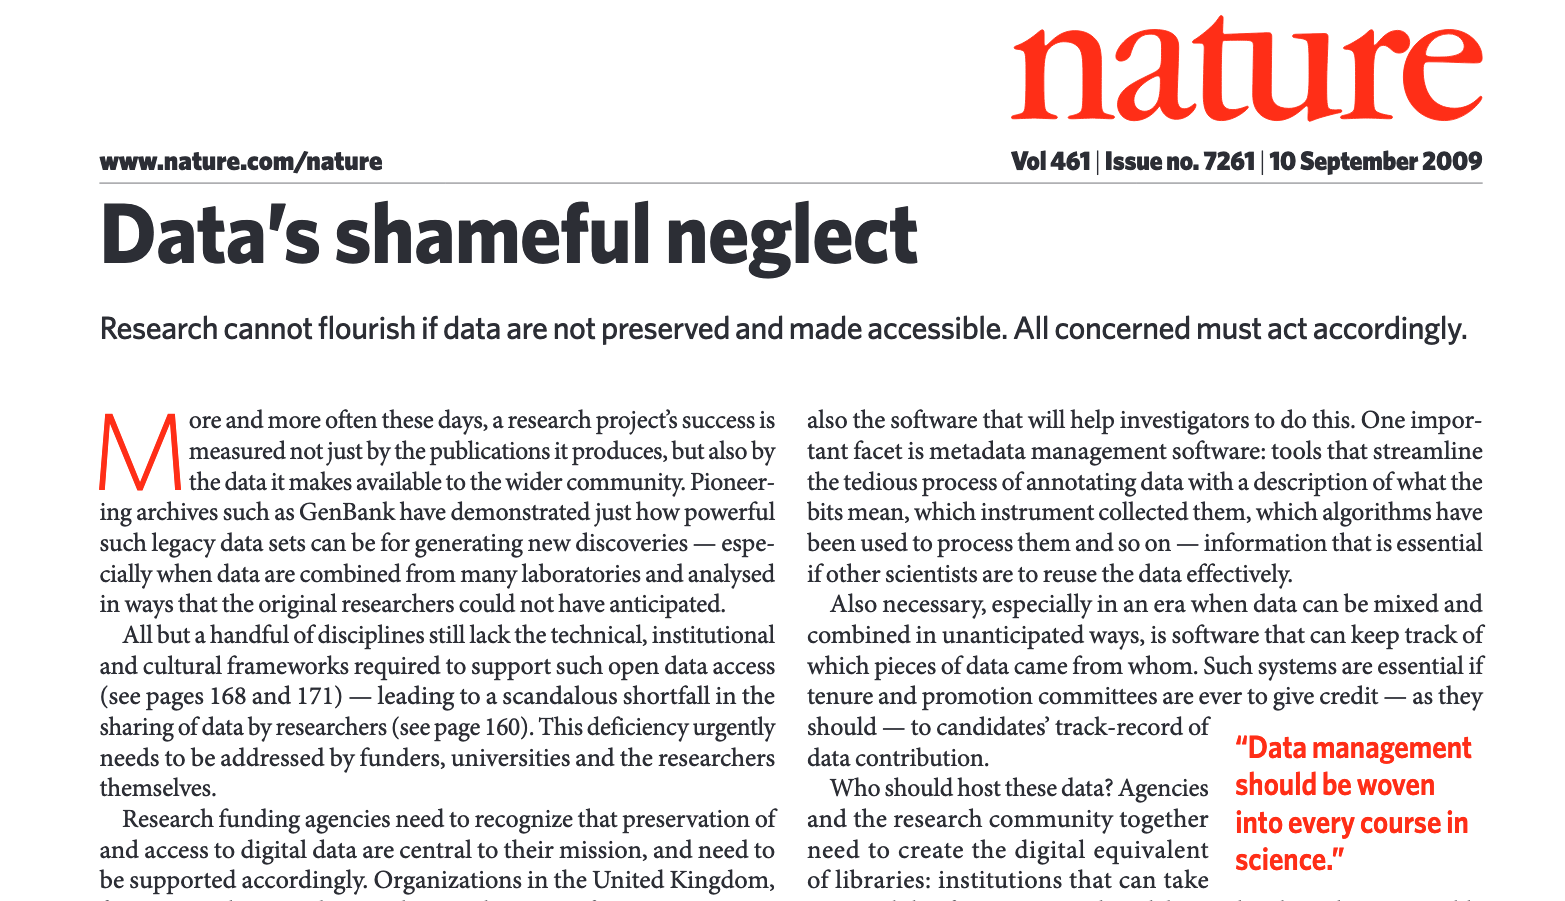 nature
www.nature.com/nature
Vol 461 | Issue no. 7261 | 10 September 2009
Data’s shameful neglect
Research cannot flourish if data are not preserved and made accessible. All concerned must act accordingly.
More and more often these days, a research project’s success is
measured not just by the publications it produces, but also by
the data it makes available to the wider community. Pioneer-
ing archives such as GenBank have demonstrated just how powerful
such legacy data sets can be for generating new discoveries — espe-
cially when data are combined from many laboratories and analysed
in ways that the original researchers could not have anticipated.
All but a handful of disciplines still lack the technical, institutional
and cultural frameworks required to support such open data access
(see pages 168 and 171) — leading to a scandalous shortfall in the
sharing of data by researchers (see page 160). This deficiency urgently
needs to be addressed by funders, universities and the researchers
themselves.
Research funding agencies need to recognize that preservation of
and access to digital data are central to their mission, and need to
be supported accordingly. Organizations in the United Kingdom,
also the software that will help investigators to do this. One impor-
tant facet is metadata management software: tools that streamline
the tedious process of annotating data with a description of what the
bits mean, which instrument collected them, which algorithms have
been used to process them and so on — information that is essential
if other scientists are to reuse the data effectively.
Also necessary, especially in an era when data can be mixed and
combined in unanticipated ways, is software that can keep track of
which pieces of data came from whom. Such systems are essential if
tenure and promotion committees are ever to give credit — as they
should — to candidates’ track-record of
data contribution.
Who should host these data? Agencies
and the research community together
need to create the digital equivalent
of libraries: institutions that can take
“Data management
should be woven
into every course in
science.”